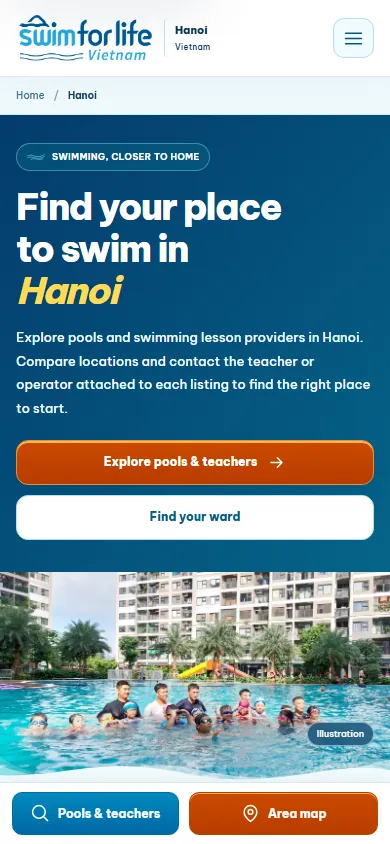 swimforlife
Vietnam
Hanoi
Vietnam
Home / Hanoi
SWIMMING, CLOSER TO HOME
Find your place
to swim in
Hanoi
Explore pools and swimming lesson providers in Hanoi.
Compare locations and contact the teacher or
operator attached to each listing to find the right place
to start.
Explore pools & teachers →
Find your ward
Illustration
Pools & teachers
Area map